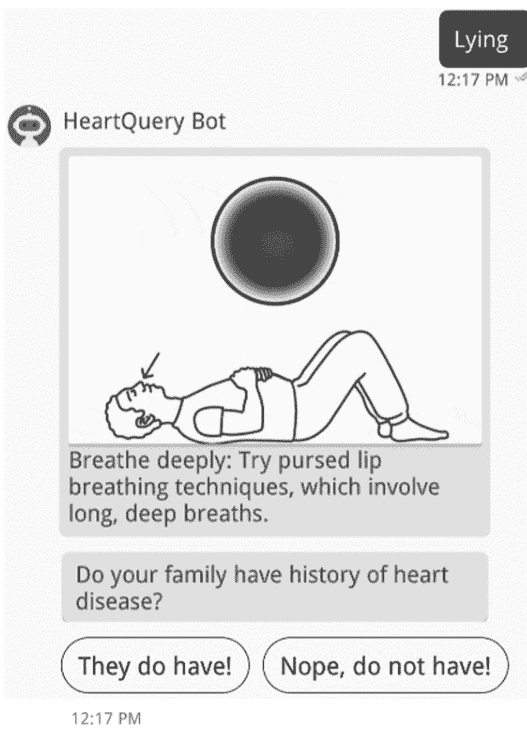 Lying
12:17 PM
HeartQuery Bot
Breathe deeply: Try pursed lip
breathing techniques, which involve
long, deep breaths.
Do your family have history of heart
disease?
They do have!
Nope, do not have!
12:17 PM